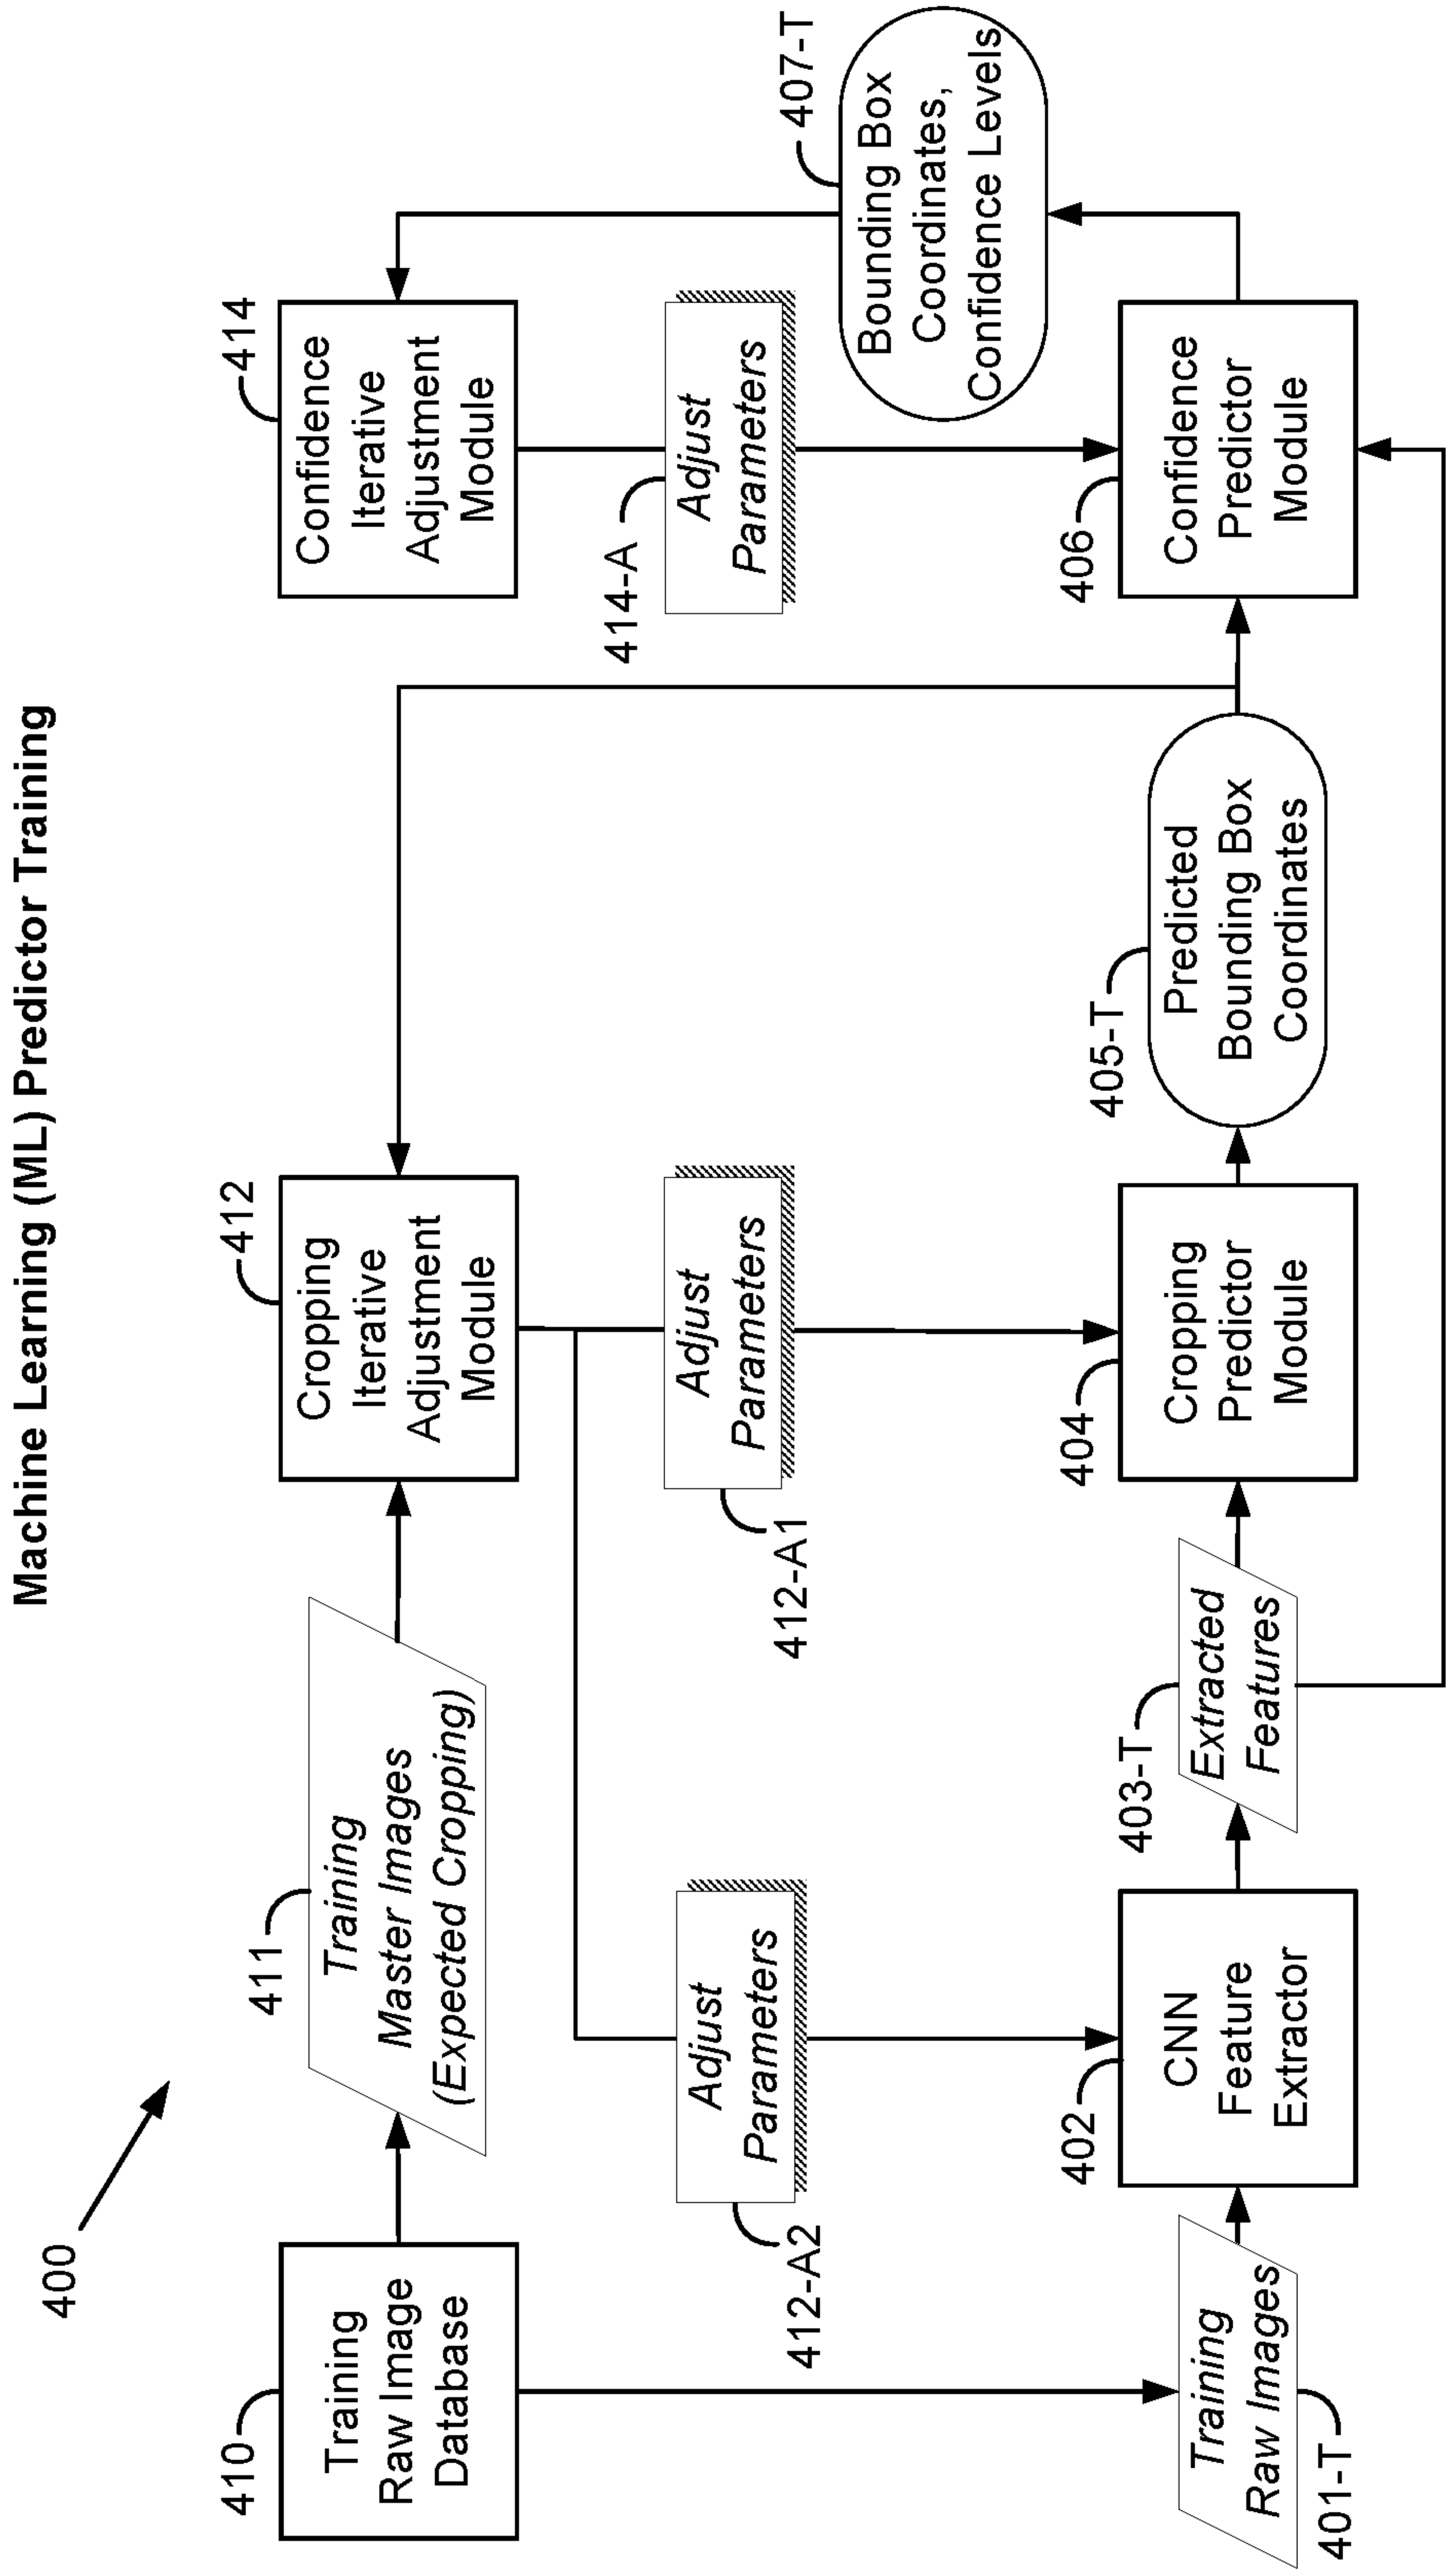 Machine Learning (ML) Predictor Training
400
410
Training
Raw Image
Database
411
Training
Master Images
(Expected Cropping)
412
Cropping
Iterative
Adjustment
Module
414
Confidence
Iterative
Adjustment
Module
412-A2
Adjust
Parameters
412-A1
Adjust
Parameters
414-A
Adjust
Parameters
407-T
Bounding Box
Coordinates,
Confidence Levels
401-T
Training
Raw Images
402
CNN
Feature
Extractor
403-T
Extracted
Features
404
Cropping
Predictor
Module
405-T
Predicted
Bounding Box
Coordinates
406
Confidence
Predictor
Module